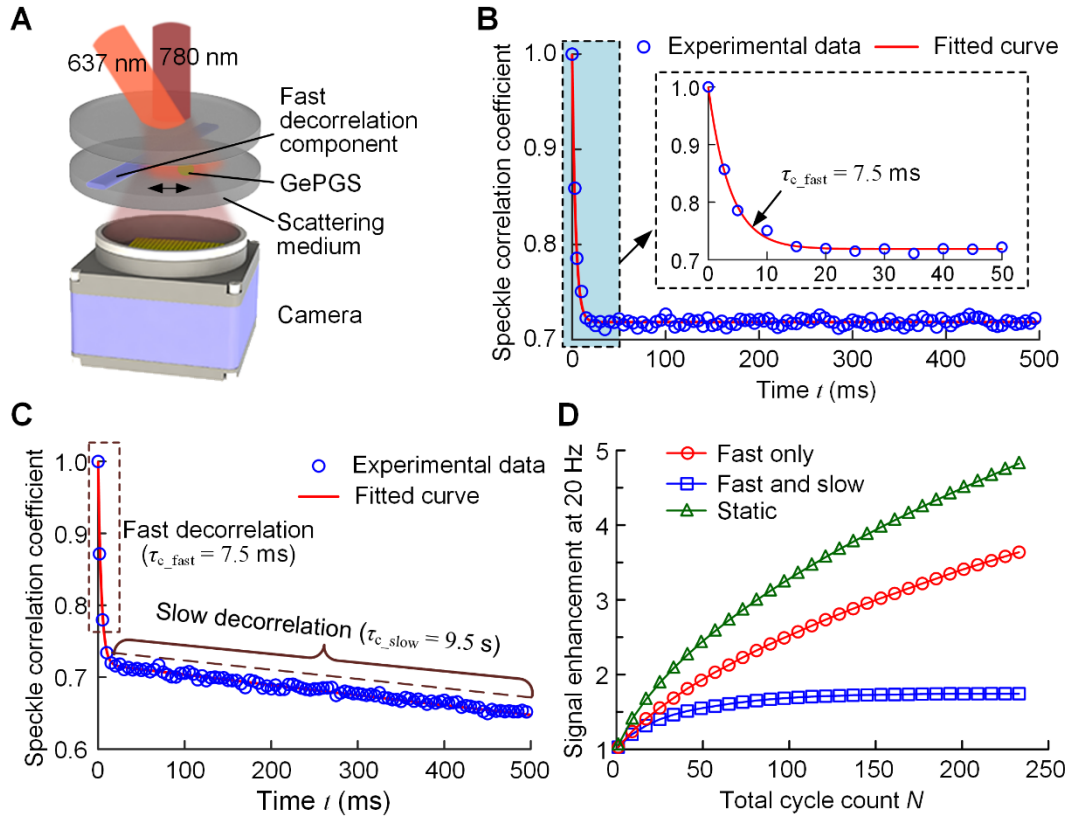 A
637 nm
780 nm
Fast
decorrelation
component
GePGS
Scattering
medium
Camera
B
Experimental data
Fitted curve
Speckle correlation coefficient
1.0
0.9
0.8
0.7
0
100
200
300
400
500
Time t (ms)
1.0
0.9
0.8
0.7
τc_fast = 7.5 ms
0
10
20
30
40
50
C
Experimental data
Fitted curve
Speckle correlation coefficient
1.0
0.9
0.8
0.7
0.6
Fast decorrelation
(τc_fast = 7.5 ms)
Slow decorrelation (τc_slow = 9.5 s)
0
100
200
300
400
500
Time t (ms)
D
Fast only
Fast and slow
Static
Signal enhancement at 20 Hz
5
4
3
2
1
0
50
100
150
200
250
Total cycle count N